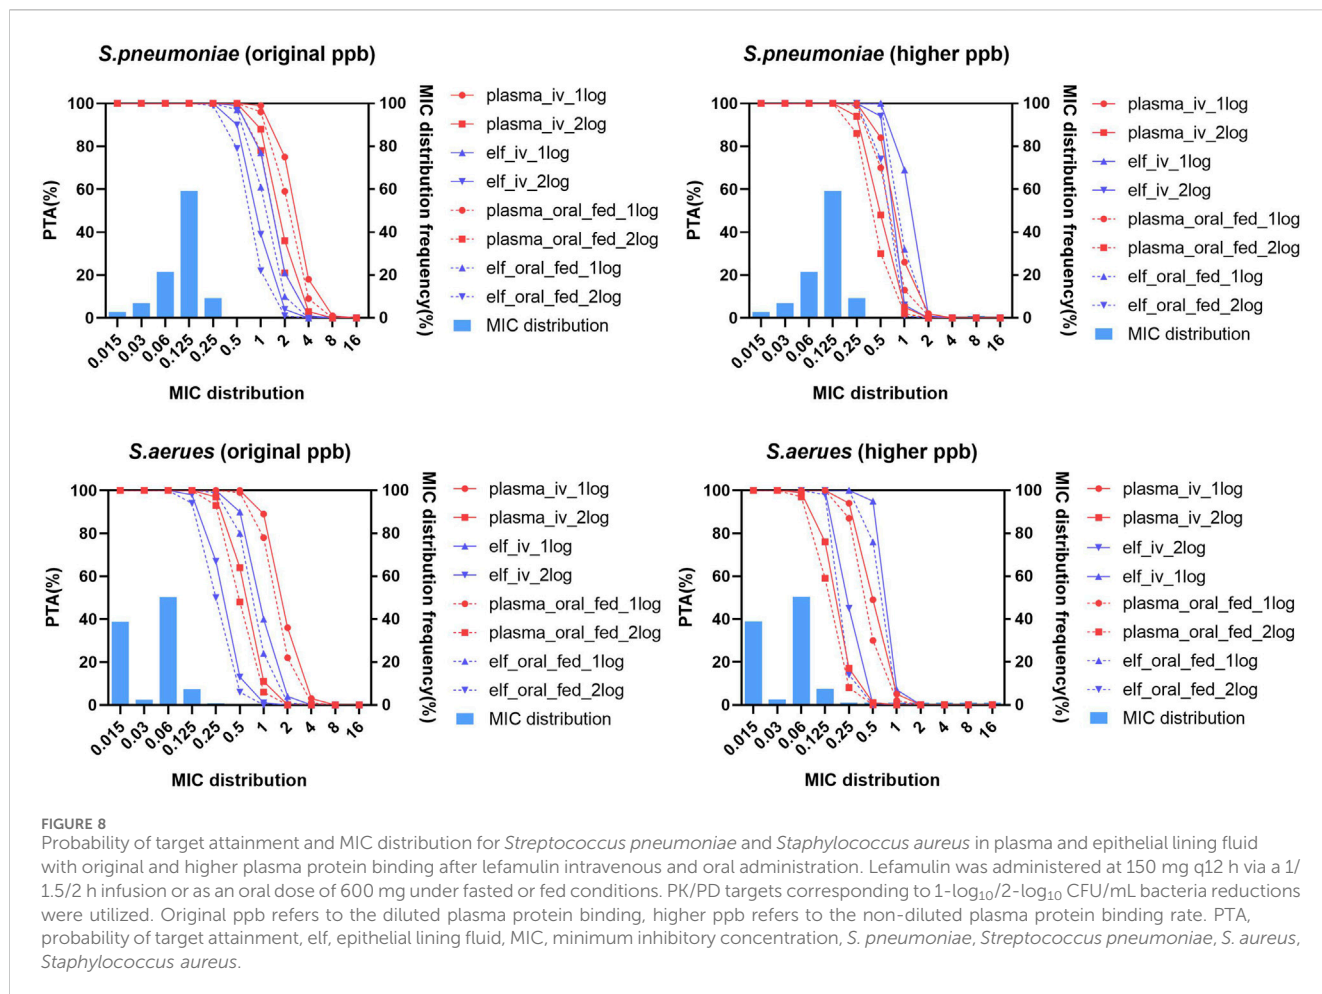 S.pneumoniae (original ppb)
PTA(%)
100
80
60
40
20
0
100
80
60
40
20
0
MIC distribution frequency(%)
0.015
0.03
0.06
0.125
0.25
0.5
1
2
4
8
16
MIC distribution
plasma_iv_1log
plasma_iv_2log
elf_iv_1log
elf_iv_2log
plasma_oral_fed_1log
plasma_oral_fed_2log
elf_oral_fed_1log
elf_oral_fed_2log
MIC distribution
S.pneumoniae (higher ppb)
PTA(%)
100
80
60
40
20
0
100
80
60
40
20
0
MIC distribution frequency(%)
0.015
0.03
0.06
0.125
0.25
0.5
1
2
4
8
16
MIC distribution
plasma_iv_1log
plasma_iv_2log
elf_iv_1log
elf_iv_2log
plasma_oral_fed_1log
plasma_oral_fed_2log
elf_oral_fed_1log
elf_oral_fed_2log
MIC distribution
S.aerues (original ppb)
PTA(%)
100
80
60
40
20
0
100
80
60
40
20
0
MIC distribution frequency(%)
0.015
0.03
0.06
0.125
0.25
0.5
1
2
4
8
16
MIC distribution
plasma_iv_1log
plasma_iv_2log
elf_iv_1log
elf_iv_2log
plasma_oral_fed_1log
plasma_oral_fed_2log
elf_oral_fed_1log
elf_oral_fed_2log
MIC distribution
S.aerues (higher ppb)
PTA(%)
100
80
60
40
20
0
100
80
60
40
20
0
MIC distribution frequency(%)
0.015
0.03
0.06
0.125
0.25
0.5
1
2
4
8
16
MIC distribution
plasma_iv_1log
plasma_iv_2log
elf_iv_2log
elf_iv_1log
plasma_oral_fed_1log
plasma_oral_fed_2log
elf_oral_fed_1log
elf_oral_fed_2log
MIC distribution
FIGURE 8
Probability of target attainment and MIC distribution for Streptococcus pneumoniae and Staphylococcus aureus in plasma and epithelial lining fluid
with original and higher plasma protein binding after lefamulin intravenous and oral administration. Lefamulin was administered at 150 mg q12 h via a 1/
1.5/2 h infusion or as an oral dose of 600 mg under fasted or fed conditions. PK/PD targets corresponding to 1-log₁₀/2-log₁₀ CFU/mL bacteria reductions
were utilized. Original ppb refers to the diluted plasma protein binding, higher ppb refers to the non-diluted plasma protein binding rate. PTA,
probability of target attainment, elf, epithelial lining fluid, MIC, minimum inhibitory concentration, S. pneumoniae, Streptococcus pneumoniae, S. aureus,
Staphylococcus aureus.